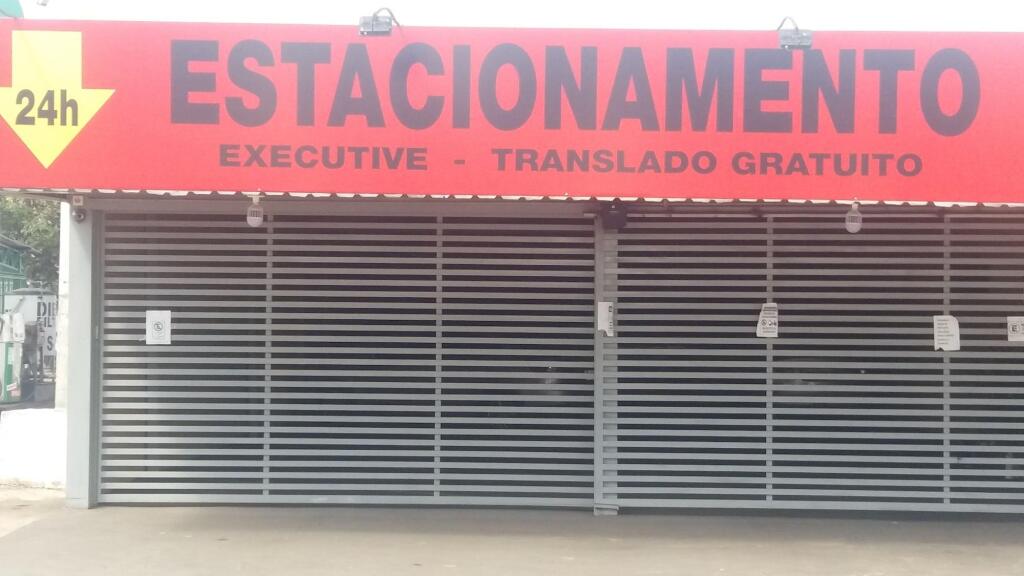 24h
ESTACIONAMENTO
EXECUTIVE - TRANSLADO GRATUITO
E